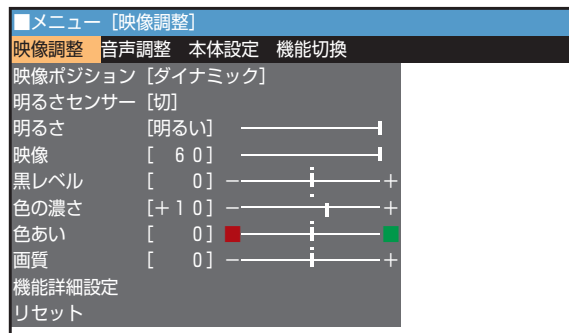 ■メニュー [映像調整]
映像調整 音声調整 本体設定 機能切換
映像ポジション [ダイナミック]
明るさセンサー [切]
明るさ [明るい]
映像 [ 60]
黒レベル [ 0] − +
色の濃さ [+10] − +
色あい [ 0]
画質 [ 0] − +
機能詳細設定
リセット